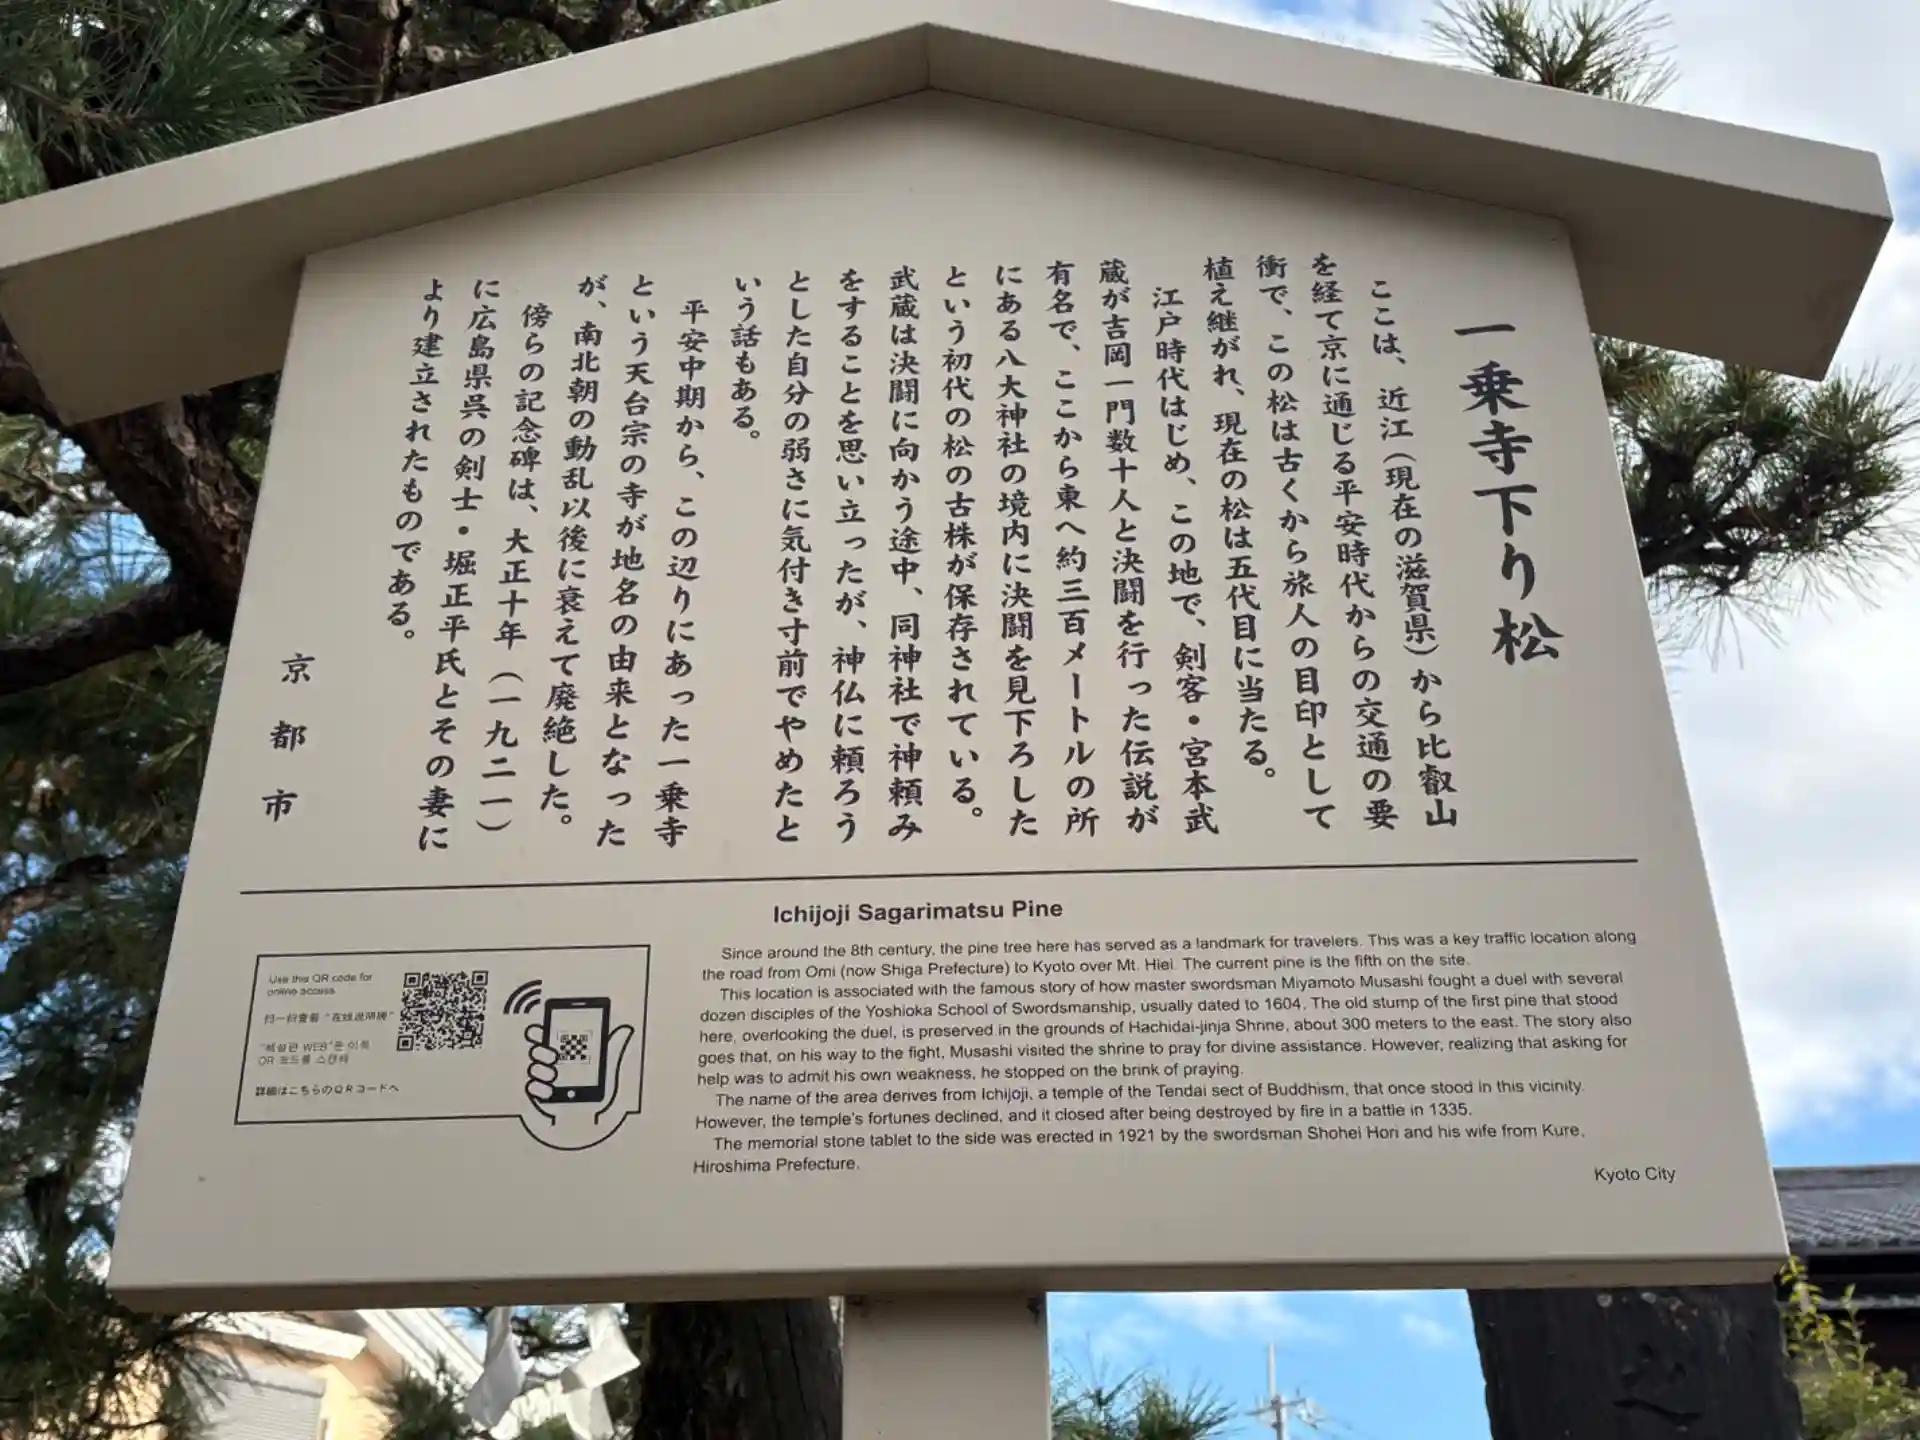 一乗寺下り松
ここは、近江（現在の滋賀県）から比叡山
を経て京に通じる平安時代からの交通の要
衝で、この松は古くから旅人の目印として
植え継がれ、現在の松は五代目に当たる。
江戸時代はじめ、この地で、剣客・宮本武
蔵が吉岡一門数十人と決闘を行った伝説が
有名で、ここから東へ約三百メートルの所
にある八大神社の境内に決闘を見下ろした
という初代の松の古株が保存されている。
武蔵は決闘に向かう途中、同神社で神頼み
をすることを思い立ったが、神仏に頼ろう
とした自分の弱さに気付き寸前でやめたと
いう話もある。
平安中期から、この辺りにあった一乗寺
という天台宗の寺が地名の由来となった
が、南北朝の動乱以後に衰えて廃絶した。
傍らの記念碑は、大正十年（一九二一）
に広島県呉の剣士・堀正平氏とその妻に
より建立されたものである。
京都市
Ichijoji Sagarimatsu Pine
Since around the 8th century, the pine tree here has served as a landmark for travelers. This was a key traffic location along
the road from Omi (now Shiga Prefecture) to Kyoto over Mt. Hiei. The current pine is the fifth on the site.
This location is associated with the famous story of how master swordsman Miyamoto Musashi fought a duel with several
dozen disciples of the Yoshioka School of Swordsmanship, usually dated to 1604. The old stump of the first pine that stood
here, overlooking the duel, is preserved in the grounds of Hachidai-jinja Shrine, about 300 meters to the east. The story also
goes that, on his way to the fight, Musashi visited the shrine to pray for divine assistance. However, realizing that asking for
help was to admit his own weakness, he stopped on the brink of praying.
The name of the area derives from Ichijoji, a temple of the Tendai sect of Buddhism, that once stood in this vicinity.
However, the temple's fortunes declined, and it closed after being destroyed by fire in a battle in 1335.
The memorial stone tablet to the side was erected in 1921 by the swordsman Shohei Hori and his wife from Kure,
Hiroshima Prefecture.
Kyoto City
Use this QR code for
online access.
扫一扫查看 "在线说明牌"
"해설판 WEB"은 이쪽
QR 코드를 스캔해
詳細はこちらのQRコードへ